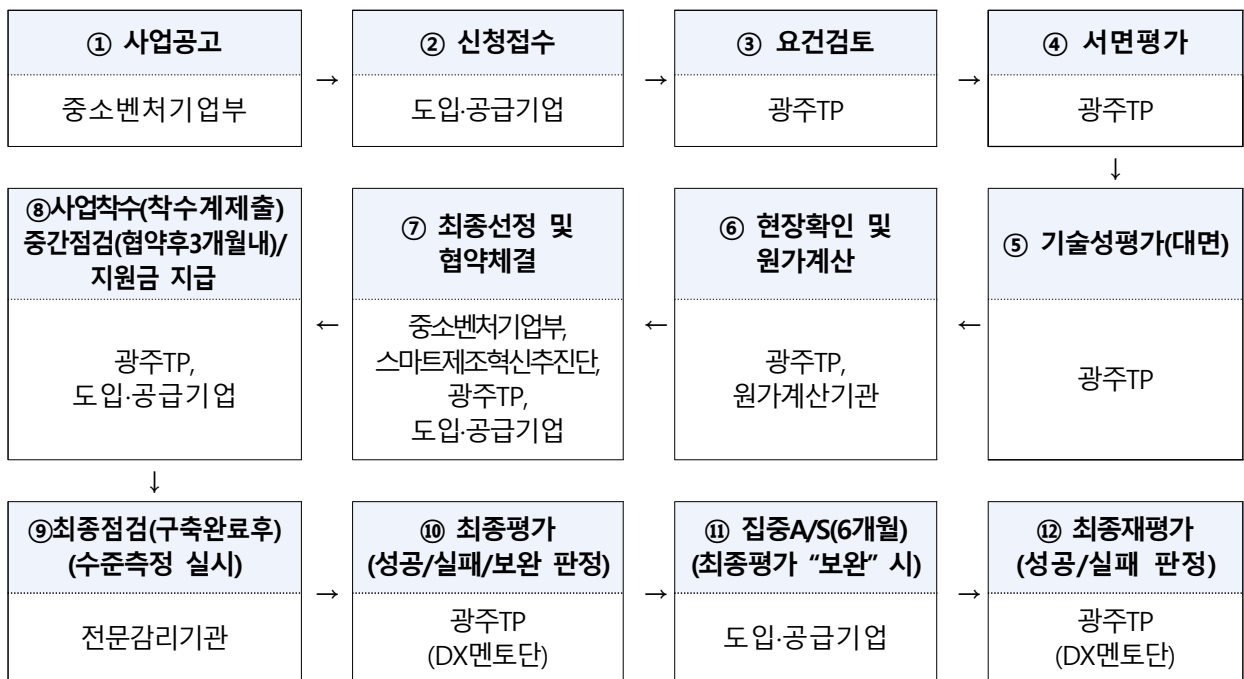 ① 사업공고
중소벤처기업부
→
② 신청접수
도입·공급기업
→
③ 요건검토
광주TP
→
④ 서면평가
광주TP
↓
⑤ 기술성평가(대면)
광주TP
←
⑥ 현장확인 및
원가계산
광주TP,
원가계산기관
←
⑦ 최종선정 및
협약체결
중소벤처기업부,
스마트제조혁신추진단,
광주TP,
도입·공급기업
←
⑧사업착수(착수계제출)
중간점검(협약후3개월내)/
지원금 지급
광주TP,
도입·공급기업
↓
⑨최종점검(구축완료후)
(수준측정 실시)
전문감리기관
→
⑩ 최종평가
(성공/실패/보완 판정)
광주TP
(DX멘토단)
→
⑪ 집중A/S(6개월)
(최종평가 “보완” 시)
도입·공급기업
→
⑫ 최종재평가
(성공/실패 판정)
광주TP
(DX멘토단)